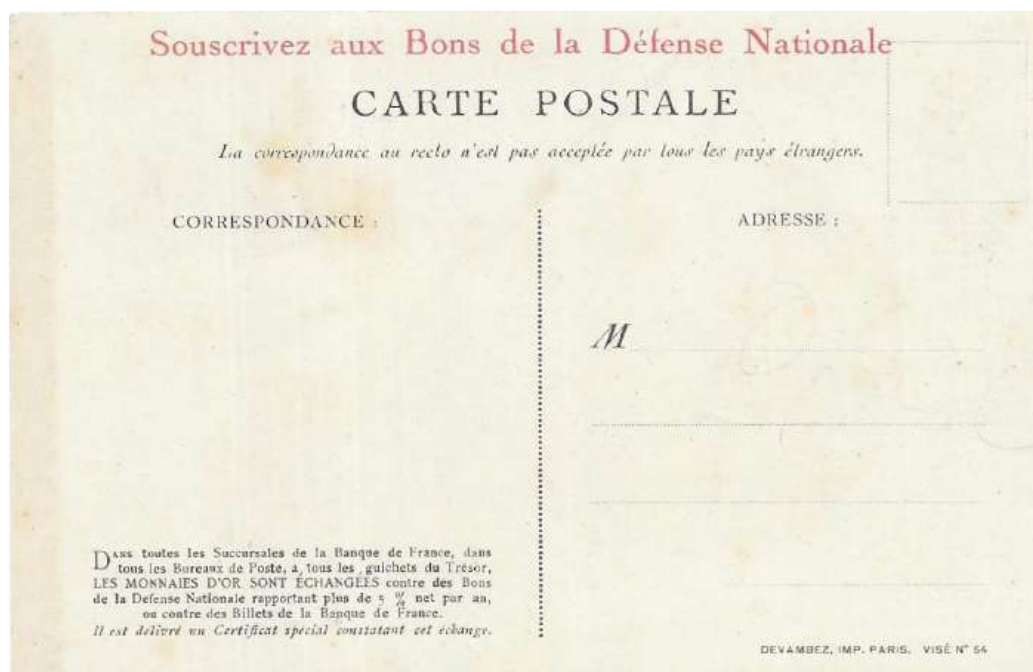 Souscrivez aux Bons de la Défense Nationale
CARTE POSTALE
La correspondance au recto n'est pas acceptée par tous les pays étrangers.
CORRESPONDANCE :
ADRESSE :
M
Dans toutes les Succursales de la Banque de France, dans
tous les Bureaux de Poste, à tous les guichets du Trésor,
LES MONNAIES D'OR SONT ÉCHANGÉES contre des Bons
de la Défense Nationale rapportant plus de 5 % net par an,
ou contre des Billets de la Banque de France.
Il est délivré un Certificat spécial constatant cet échange.
DEVAMBEZ, IMP. PARIS. VISÉ N° 54